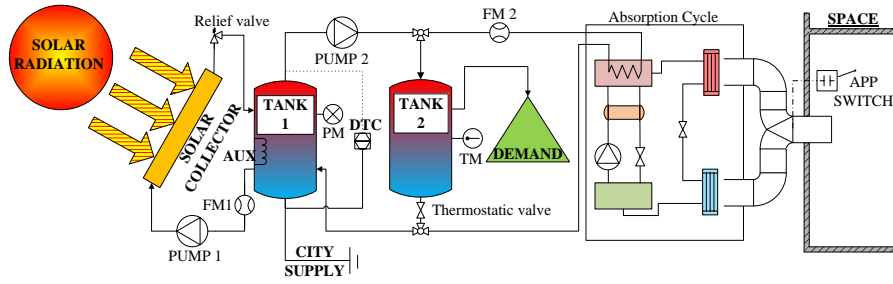 SOLAR
RADIATION
Relief valve
SOLAR
COLLECTOR
PUMP 1
FM1
AUX
TANK
1
PM
DTC
CITY
SUPPLY
PUMP 2
TANK
2
TM
Thermostatic valve
FM 2
DEMAND
Absorption Cycle
SPACE
APP
SWITCH